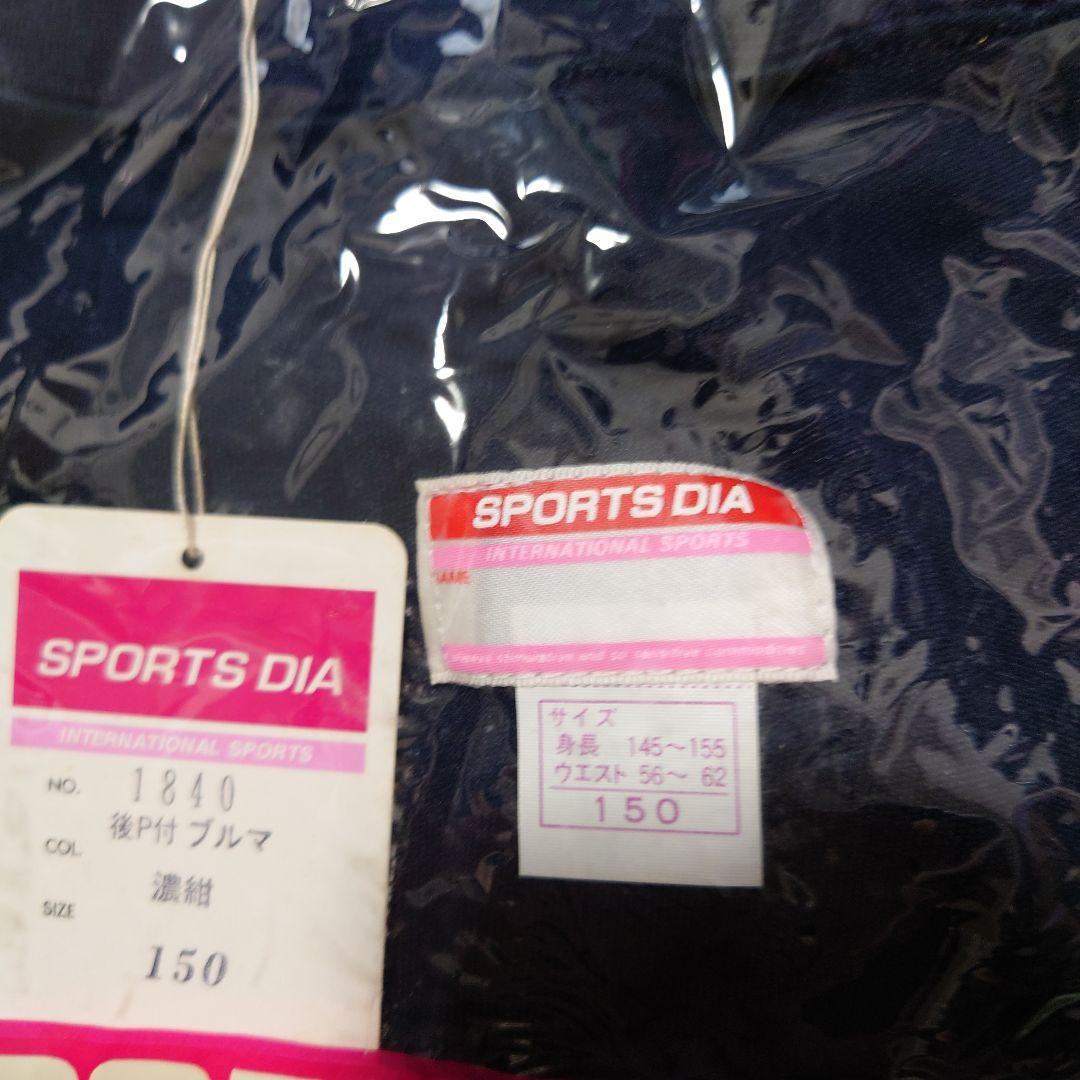 SPORTS DIA
INTERNATIONAL SPORTS
NAME
サイズ
身長 145～155
ウエスト 56～ 62
150
SPORTS DIA
INTERNATIONAL SPORTS
NO. 1840
後P付 ブルマ
COL. 濃紺
SIZE 150